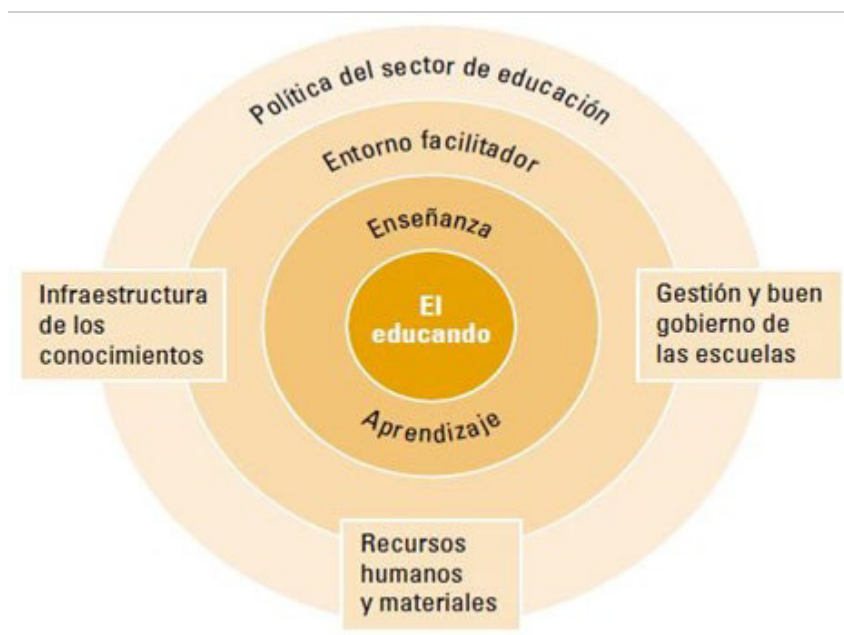 Política del sector de educación
Entorno facilitador
Enseñanza
El
educando
Aprendizaje
Infraestructura
de los
conocimientos
Gestión y buen
gobierno de
las escuelas
Recursos
humanos
y materiales